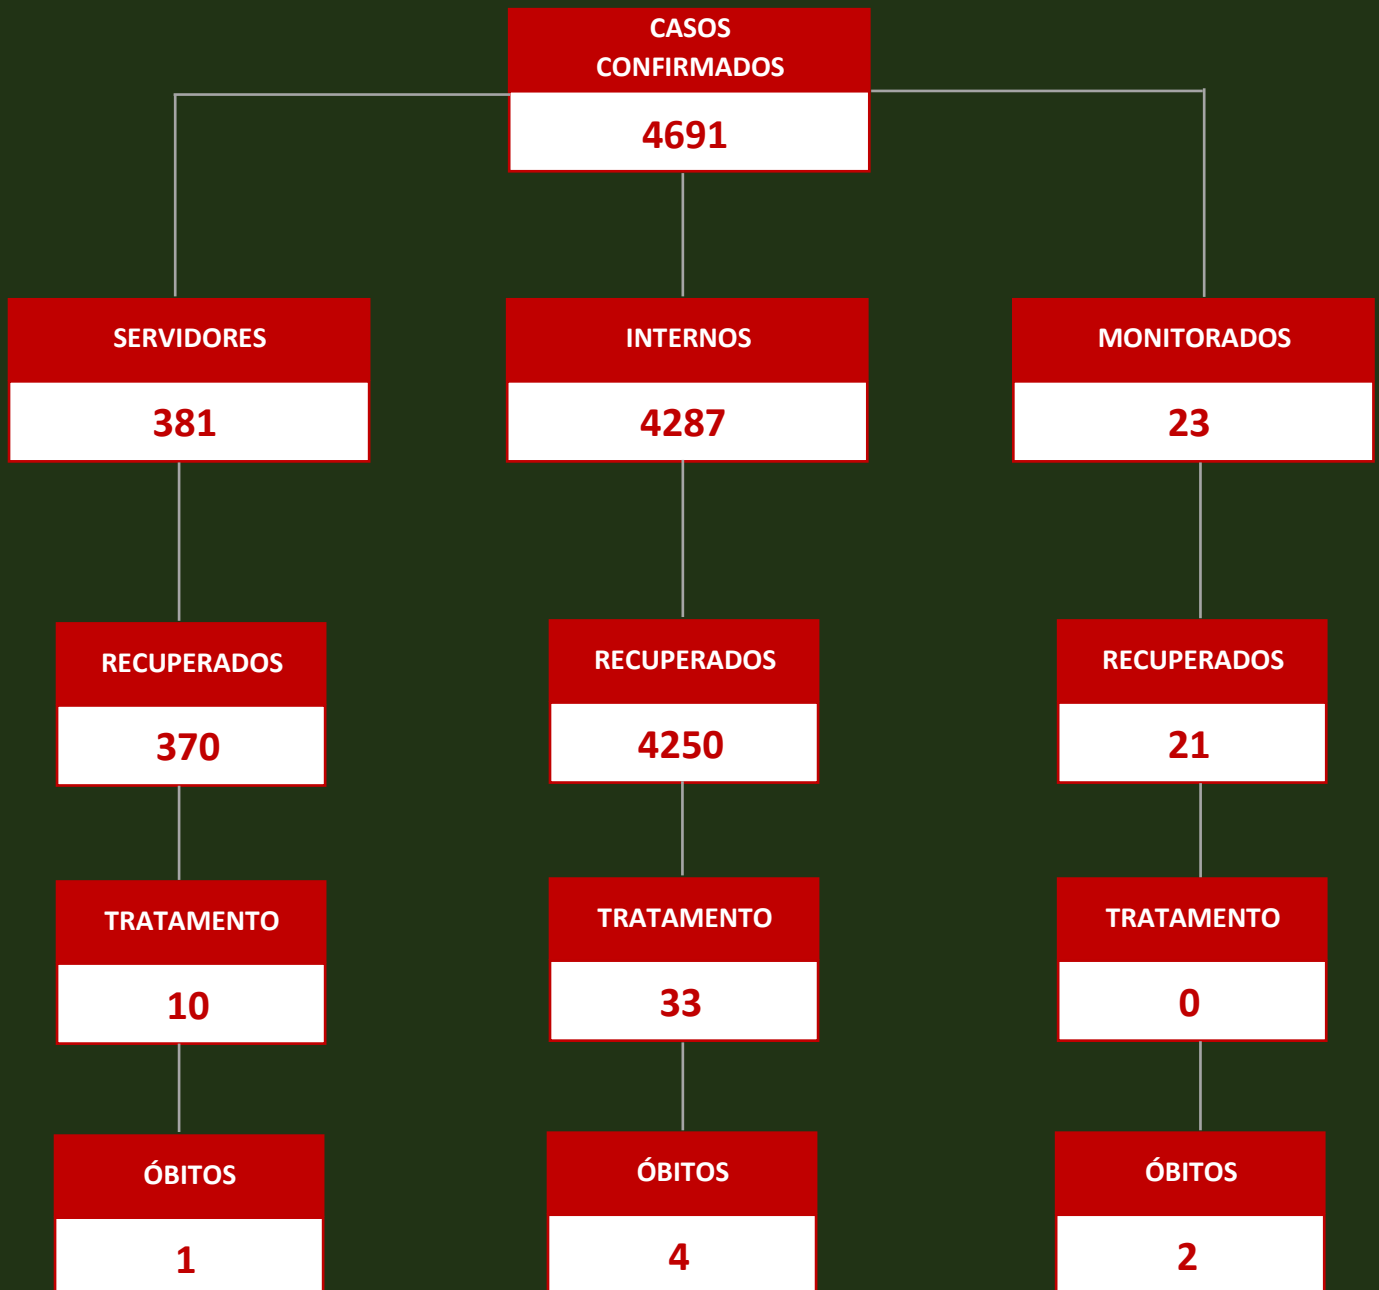 CASOS
CONFIRMADOS
4691
SERVIDORES
381
INTERNOS
4287
MONITORADOS
23
RECUPERADOS
370
RECUPERADOS
4250
RECUPERADOS
21
TRATAMENTO
10
TRATAMENTO
33
TRATAMENTO
0
ÓBITOS
1
ÓBITOS
4
ÓBITOS
2